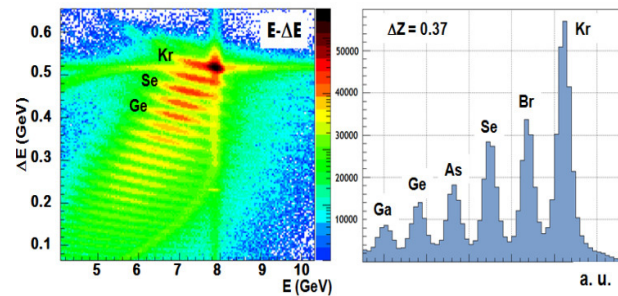 E-ΔE
Kr
Se
Ge
ΔE (GeV)
0.6
0.5
0.4
0.3
0.2
0.1
5 6 7 8 9 10
E (GeV)
ΔZ = 0.37
Kr
Br
Se
As
Ge
Ga
50000
40000
30000
20000
10000
a. u.